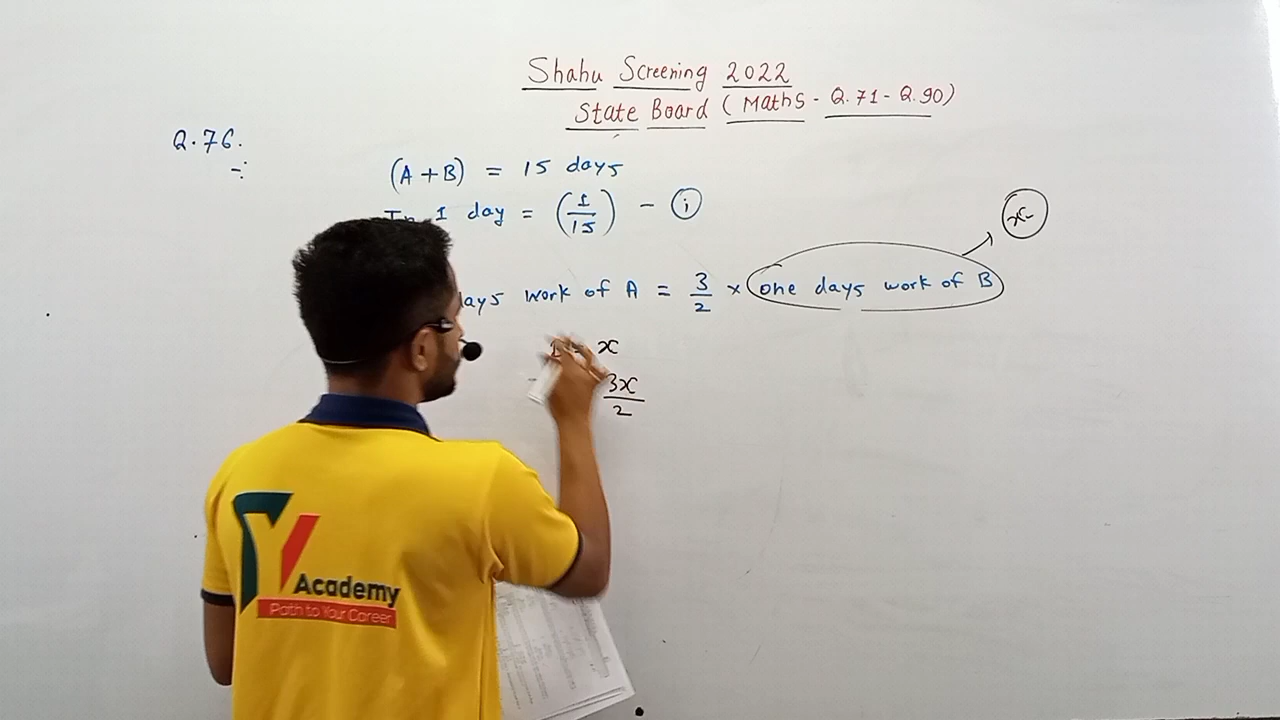 Shahu Screening 2022
State Board (Maths - Q.71 - Q.90)
Q.76.
(A+B) = 15 days
1 day = (1/15) - (i)
work of A = 3/2 × one days work of B
x
x
3x/2
Academy
Path to Your Career